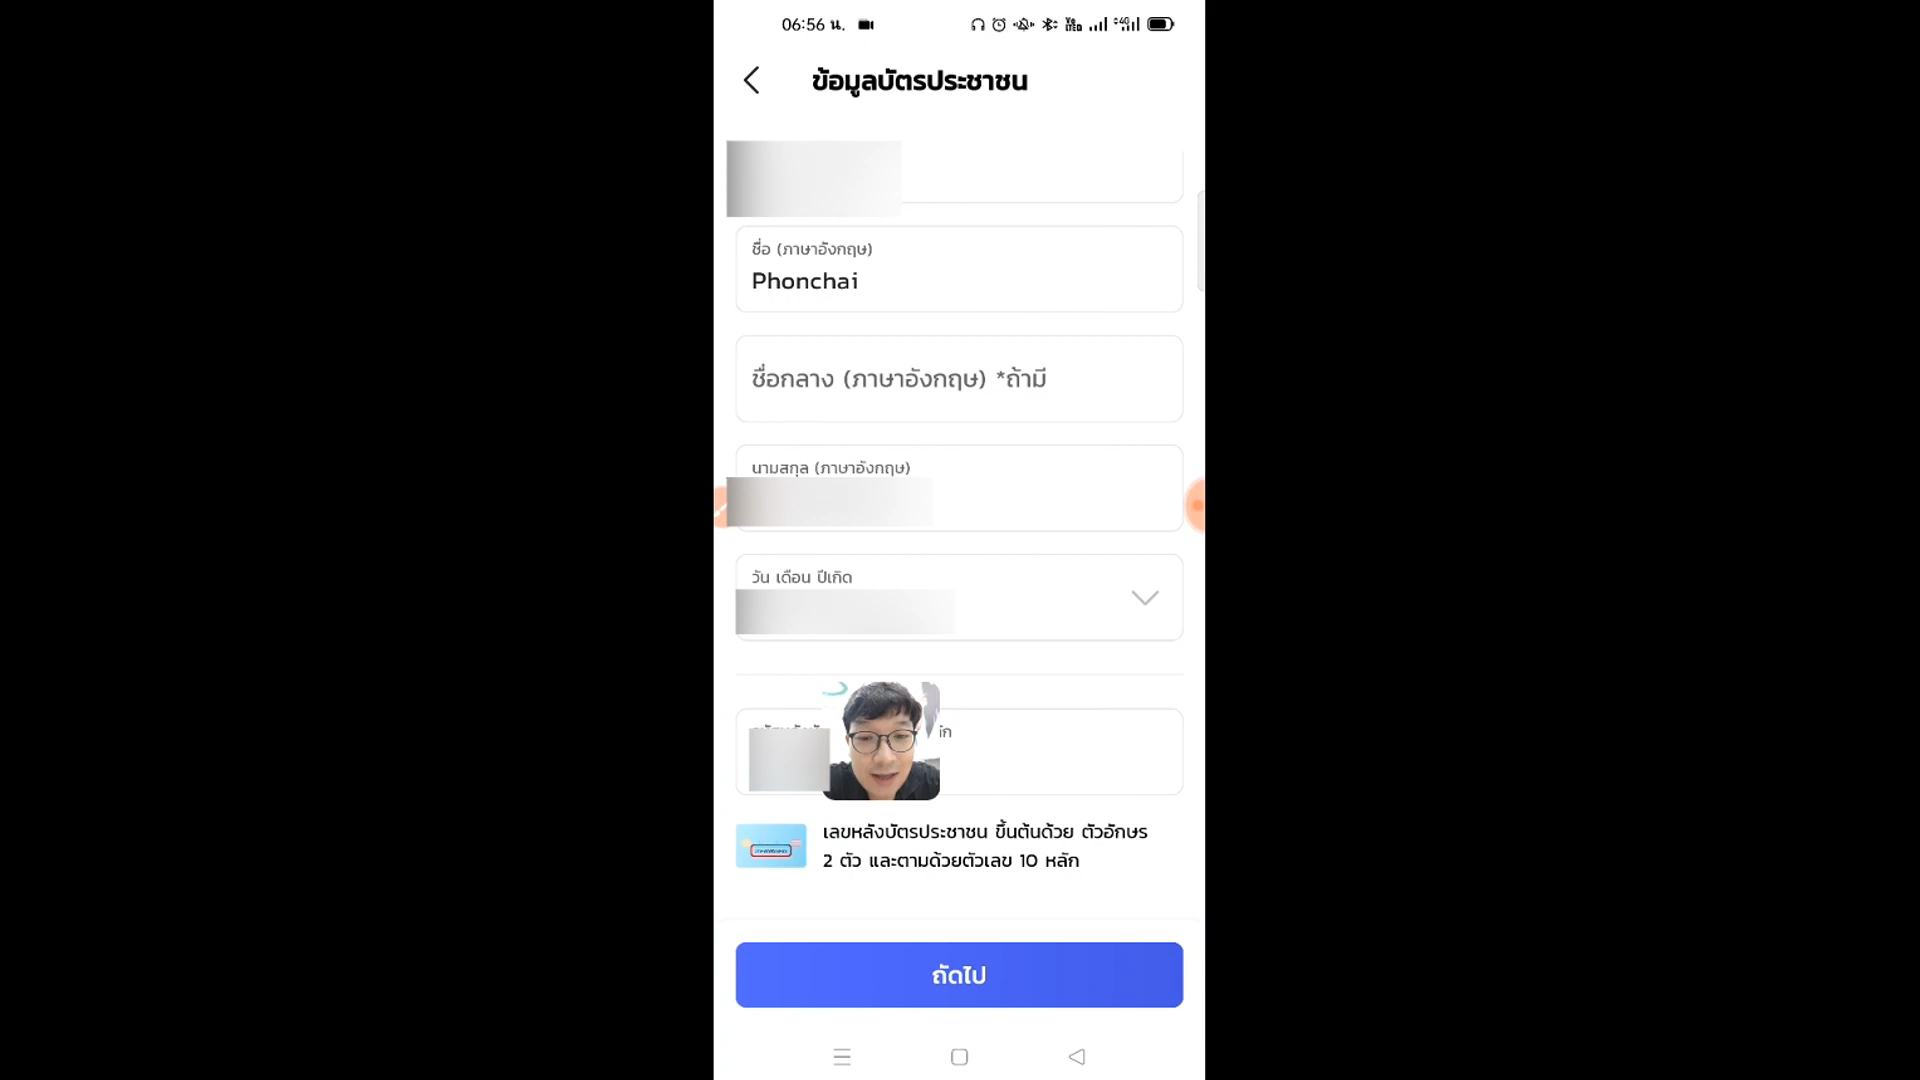 06:56 น.
ข้อมูลบัตรประชาชน
ชื่อ (ภาษาอังกฤษ)
Phonchai
ชื่อกลาง (ภาษาอังกฤษ) *ถ้ามี
นามสกุล (ภาษาอังกฤษ)
วัน เดือน ปีเกิด
เลขหลังบัตรประชาชน ขึ้นต้นด้วย ตัวอักษร
2 ตัว และตามด้วยตัวเลข 10 หลัก
ถัดไป